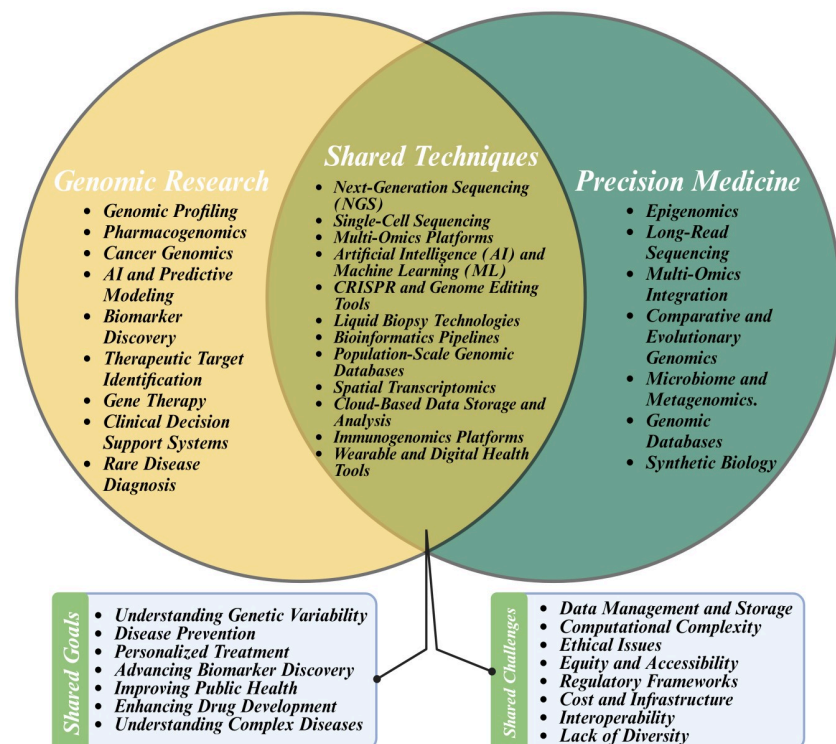 Genomic Research
• Genomic Profiling
• Pharmacogenomics
• Cancer Genomics
• AI and Predictive
Modeling
• Biomarker
Discovery
• Therapeutic Target
Identification
• Gene Therapy
• Clinical Decision
Support Systems
• Rare Disease
Diagnosis
Shared Techniques
• Next-Generation Sequencing
(NGS)
• Single-Cell Sequencing
• Multi-Omics Platforms
• Artificial Intelligence (AI) and
Machine Learning (ML)
• CRISPR and Genome Editing
Tools
• Liquid Biopsy Technologies
• Bioinformatics Pipelines
• Population-Scale Genomic
Databases
• Spatial Transcriptomics
• Cloud-Based Data Storage and
Analysis
• Immunogenomics Platforms
• Wearable and Digital Health
Tools
Precision Medicine
• Epigenomics
• Long-Read
Sequencing
• Multi-Omics
Integration
• Comparative and
Evolutionary
Genomics
• Microbiome and
Metagenomics.
• Genomic
Databases
• Synthetic Biology
Shared Goals
• Understanding Genetic Variability
• Disease Prevention
• Personalized Treatment
• Advancing Biomarker Discovery
• Improving Public Health
• Enhancing Drug Development
• Understanding Complex Diseases
Shared Challenges
• Data Management and Storage
• Computational Complexity
• Ethical Issues
• Equity and Accessibility
• Regulatory Frameworks
• Cost and Infrastructure
• Interoperability
• Lack of Diversity